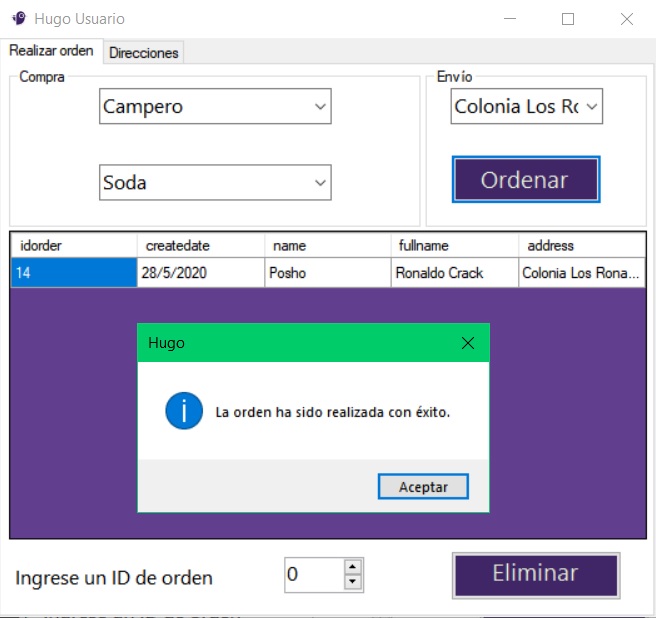 Hugo Usuario
Realizar orden Direcciones
Compra Envío
Campero Colonia Los Ro
Soda Ordenar
idorder createdate name fullname address
14 28/5/2020 Posho Ronaldo Crack Colonia Los Rona...
Hugo
La orden ha sido realizada con éxito.
Aceptar
Ingrese un ID de orden 0 Eliminar